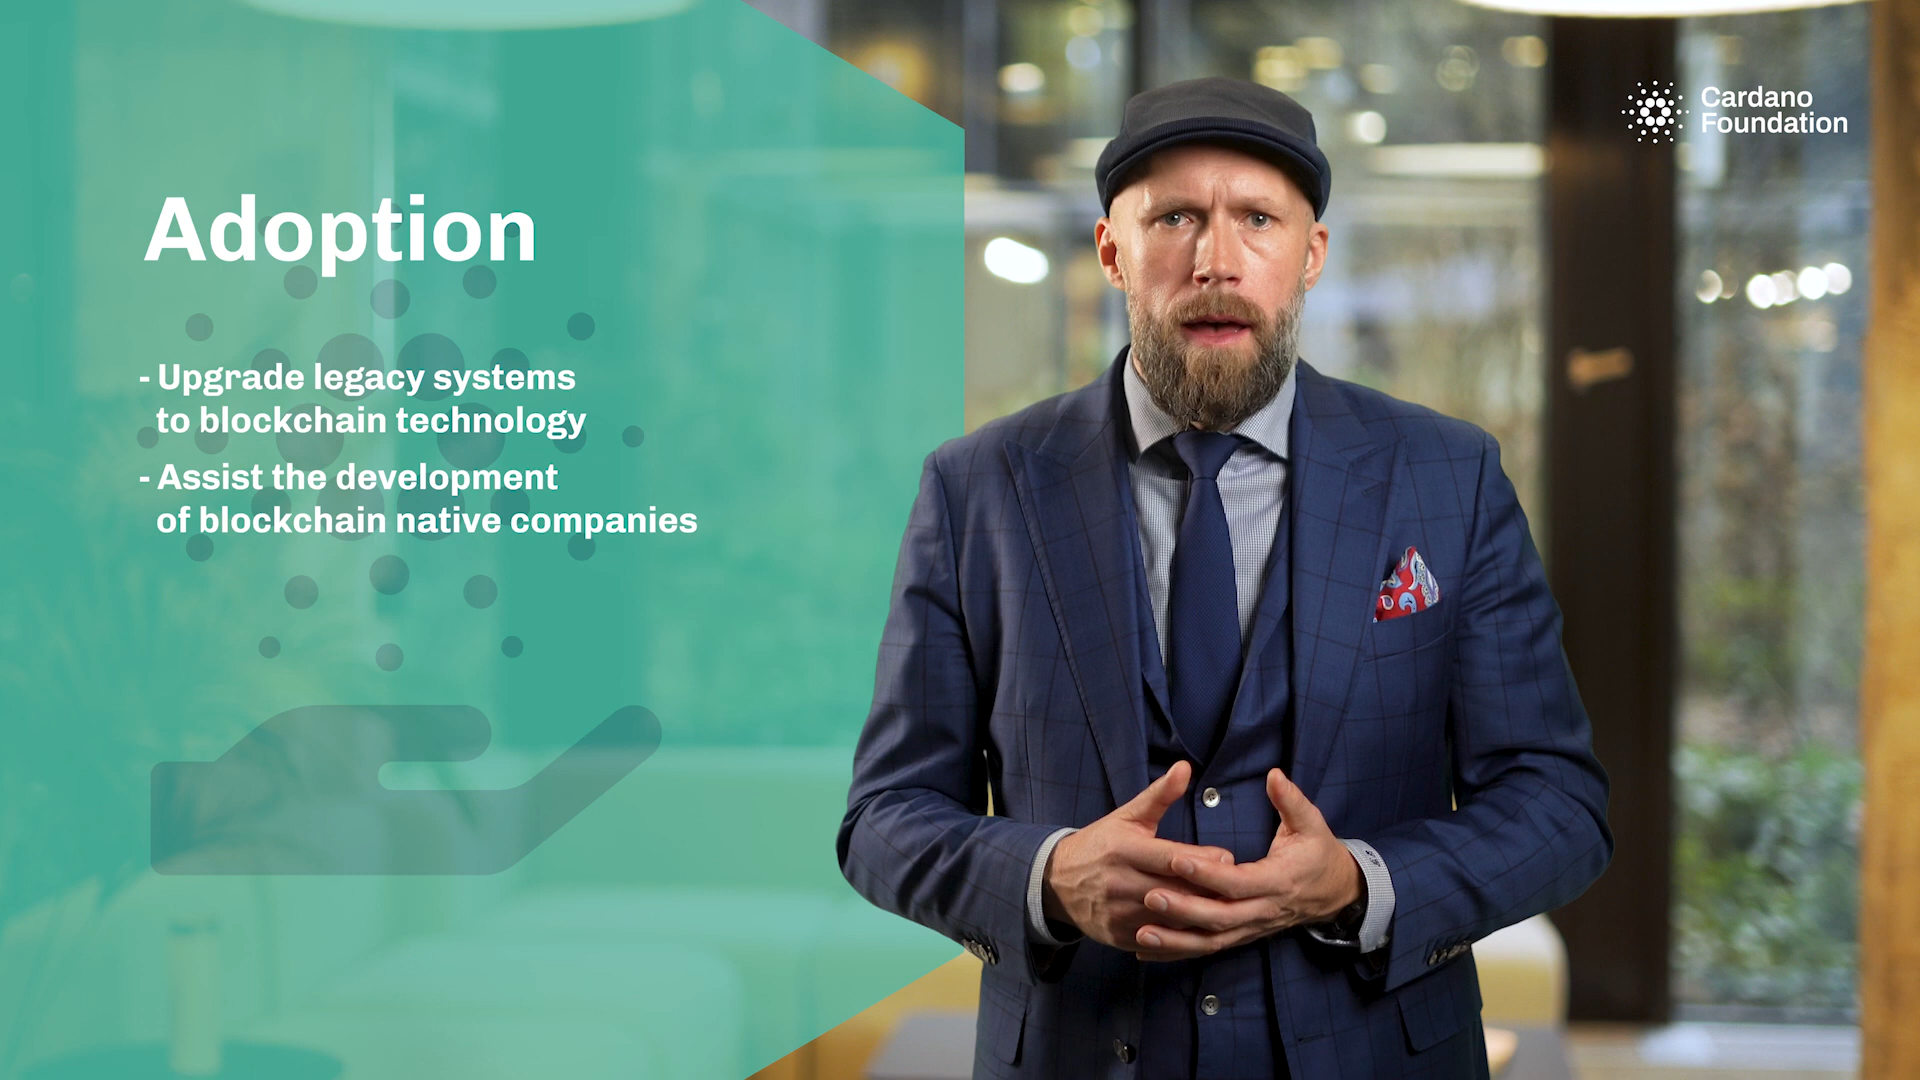 Cardano
Foundation
Adoption
- Upgrade legacy systems
to blockchain technology
- Assist the development
of blockchain native companies